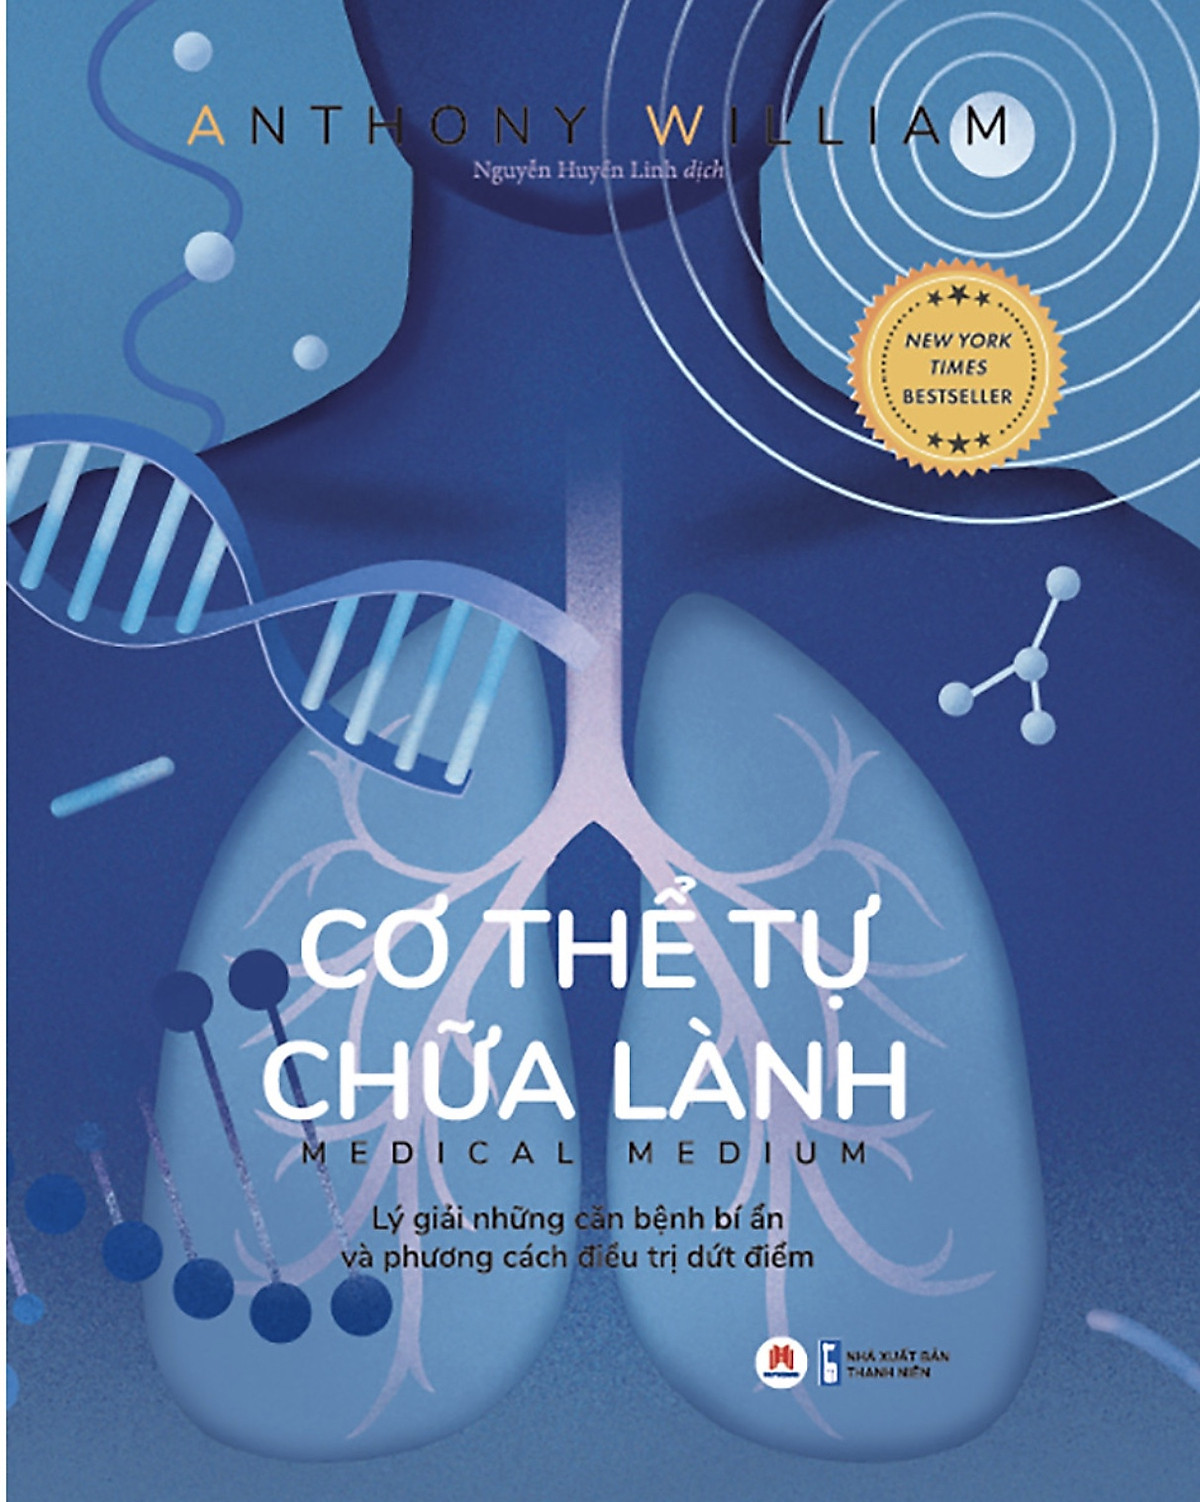 ANTHONY WILLIAM
Nguyễn Huyền Linh dịch
NEW YORK
TIMES
BESTSELLER
CƠ THỂ TỰ
CHỮA LÀNH
MEDICAL MEDIUM
Lý giải những căn bệnh bí ẩn
và phương cách điều trị dứt điểm
NHÀ XUẤT BẢN
THANH NIÊN